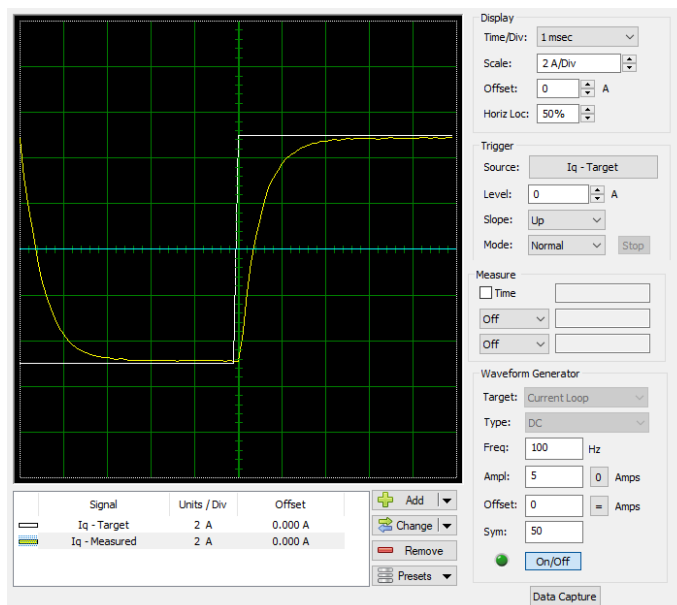 Display
Time/Div: 1 msec
Scale: 2 A/Div
Offset: 0 A
Horiz Loc: 50%
Trigger
Source: Iq - Target
Level: 0 A
Slope: Up
Mode: Normal Stop
Measure
Time
Off
Off
Waveform Generator
Target: Current Loop
Type: DC
Freq: 100 Hz
Ampl: 5 0 Amps
Offset: 0 = Amps
Sym: 50
On/Off
Data Capture
Signal Units / Div Offset
Iq - Target 2 A 0.000 A
Iq - Measured 2 A 0.000 A
Add
Change
Remove
Presets